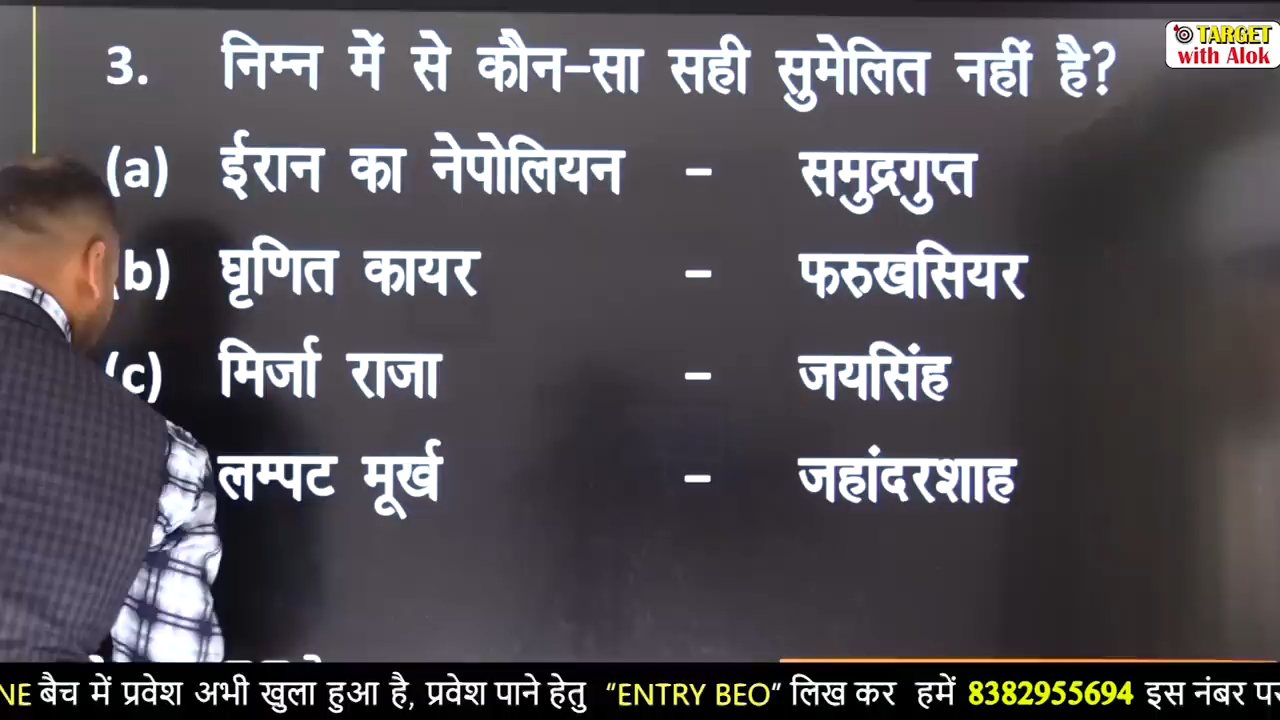 TARGET
with Alok
3. निम्न में से कौन-सा सही सुमेलित नहीं है?
(a) ईरान का नेपोलियन - समुद्रगुप्त
(b) घृणित कायर - फरुखसियर
(c) मिर्जा राजा - जयसिंह
लम्पट मूर्ख - जहांदरशाह
NE बैच में प्रवेश अभी खुला हुआ है, प्रवेश पाने हेतु “ENTRY BEO” लिख कर हमें 8382955694 इस नंबर पर